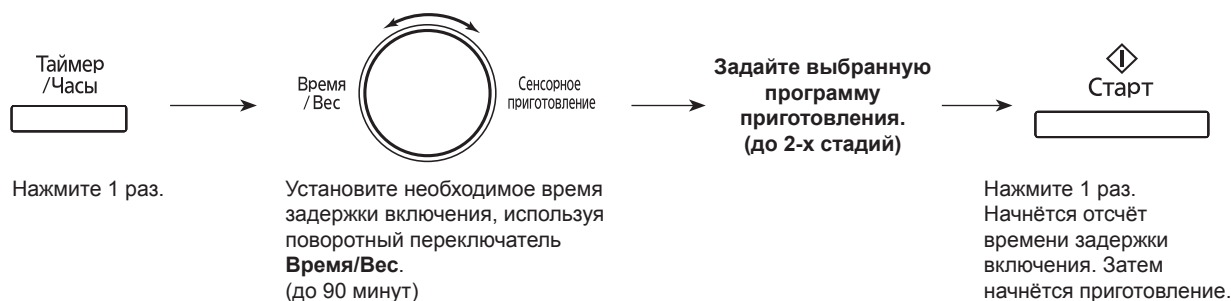 Таймер
/Часы
Нажмите 1 раз.
Время
/ Вес
Сенсорное
приготовление
Установите необходимое время
задержки включения, используя
поворотный переключатель
Время/Вес.
(до 90 минут)
Задайте выбранную
программу
приготовления.
(до 2-х стадий)
Старт
Нажмите 1 раз.
Начнётся отсчёт
времени задержки
включения. Затем
начнётся приготовление.